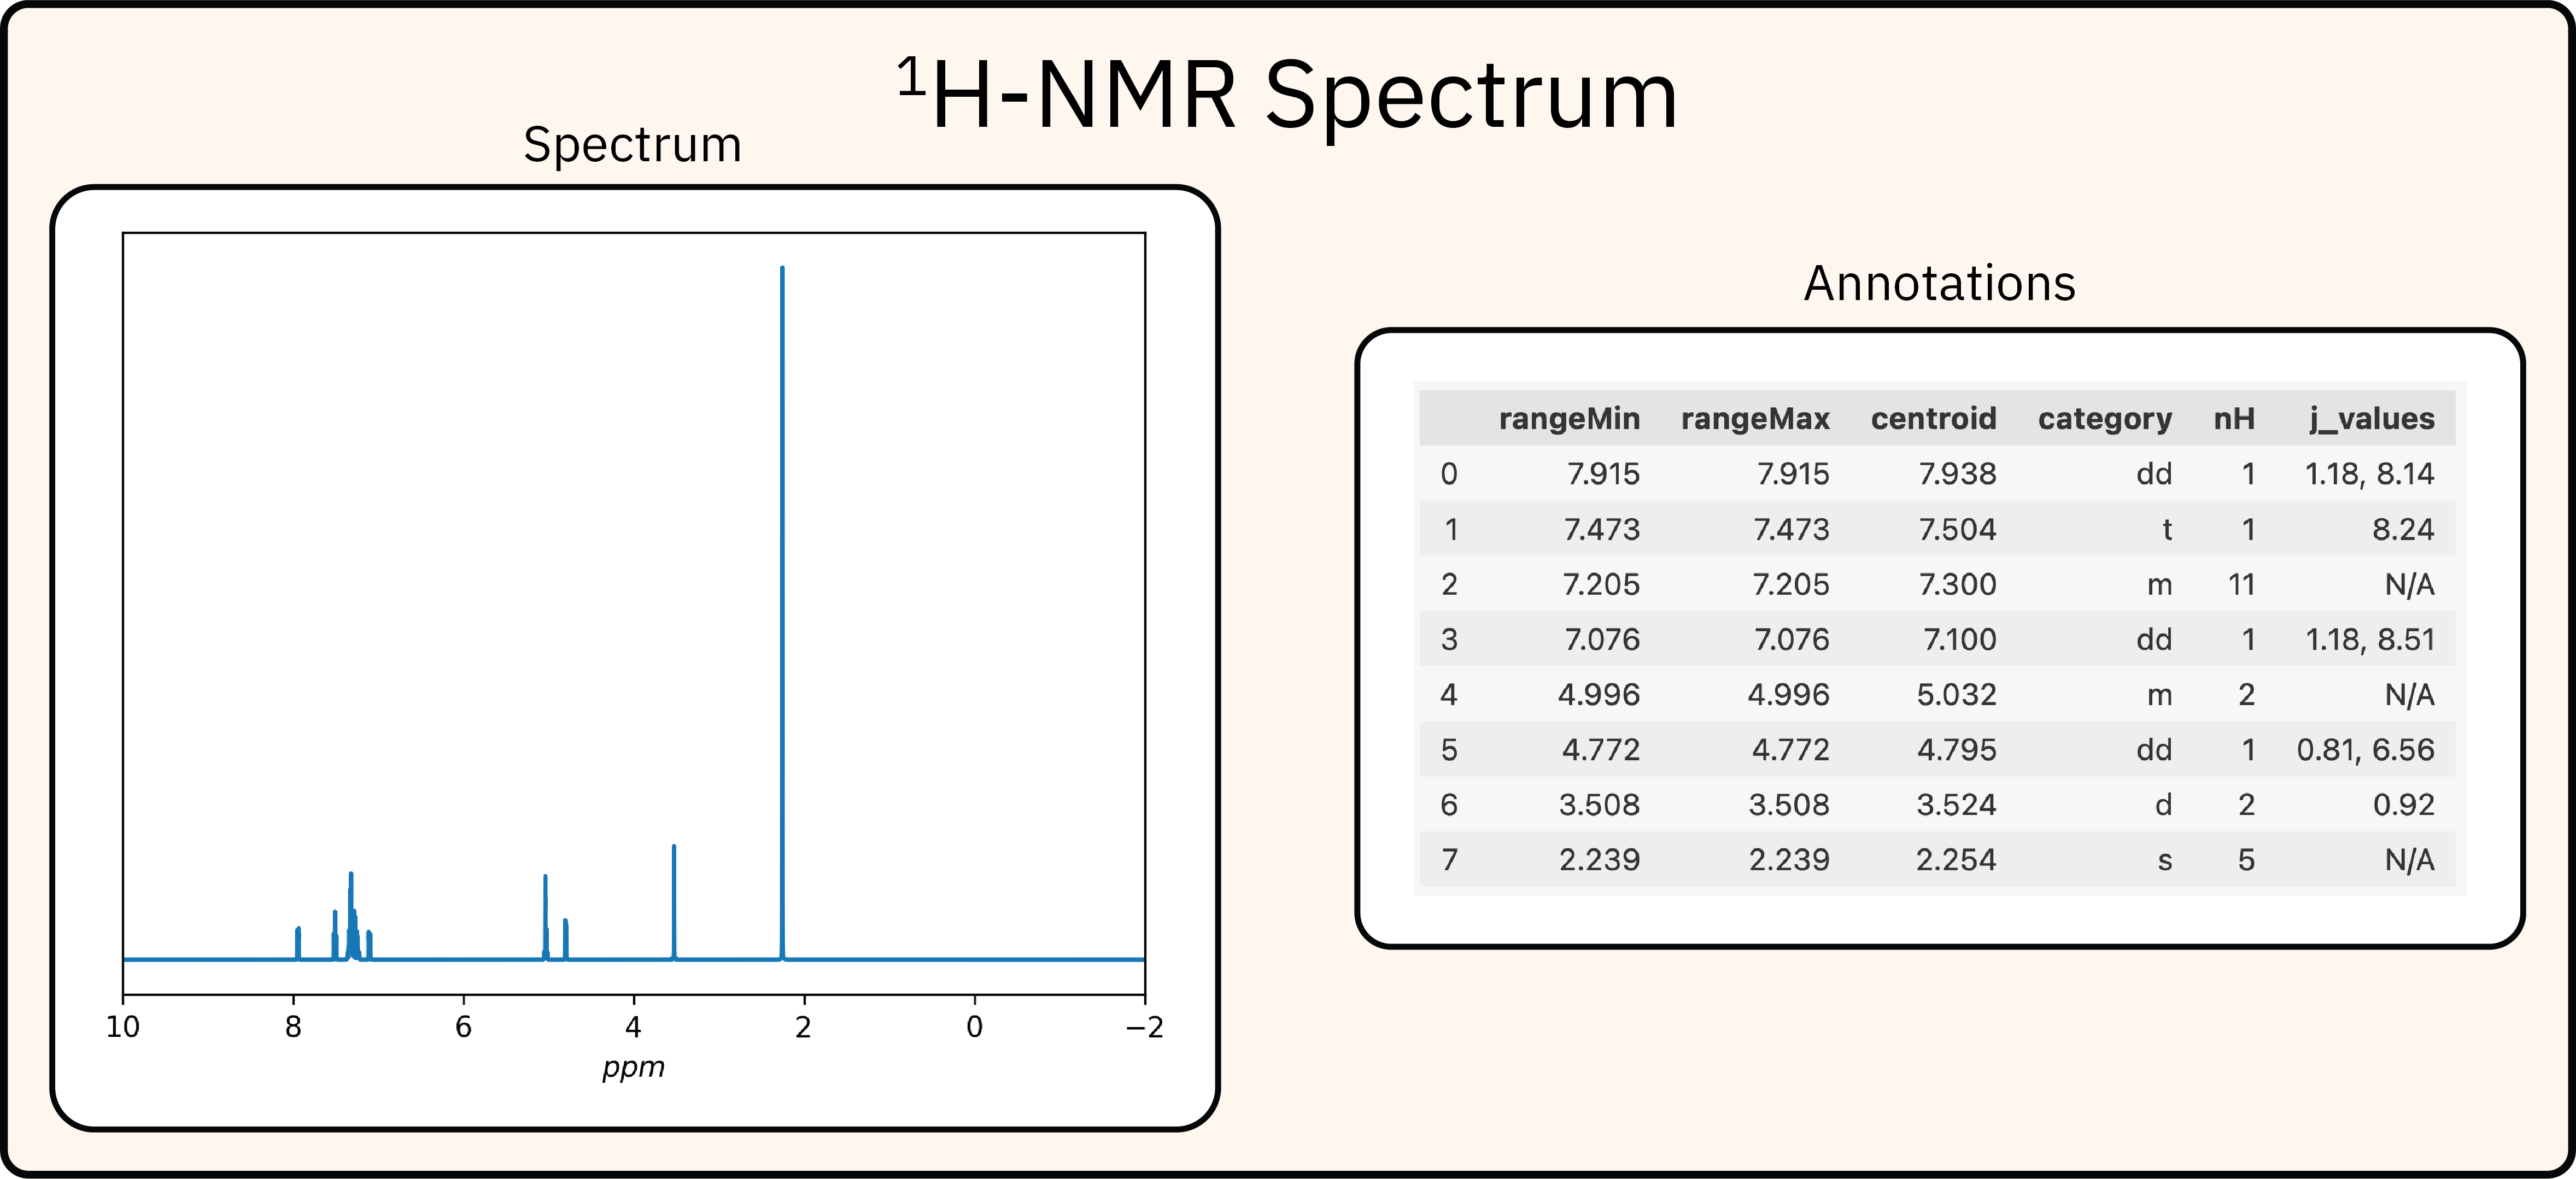 ¹H-NMR Spectrum
Spectrum
10 8 6 4 2 0 −2
ppm
Annotations
rangeMin rangeMax centroid category nH j_values
0 7.915 7.915 7.938 dd 1 1.18, 8.14
1 7.473 7.473 7.504 t 1 8.24
2 7.205 7.205 7.300 m 11 N/A
3 7.076 7.076 7.100 dd 1 1.18, 8.51
4 4.996 4.996 5.032 m 2 N/A
5 4.772 4.772 4.795 dd 1 0.81, 6.56
6 3.508 3.508 3.524 d 2 0.92
7 2.239 2.239 2.254 s 5 N/A